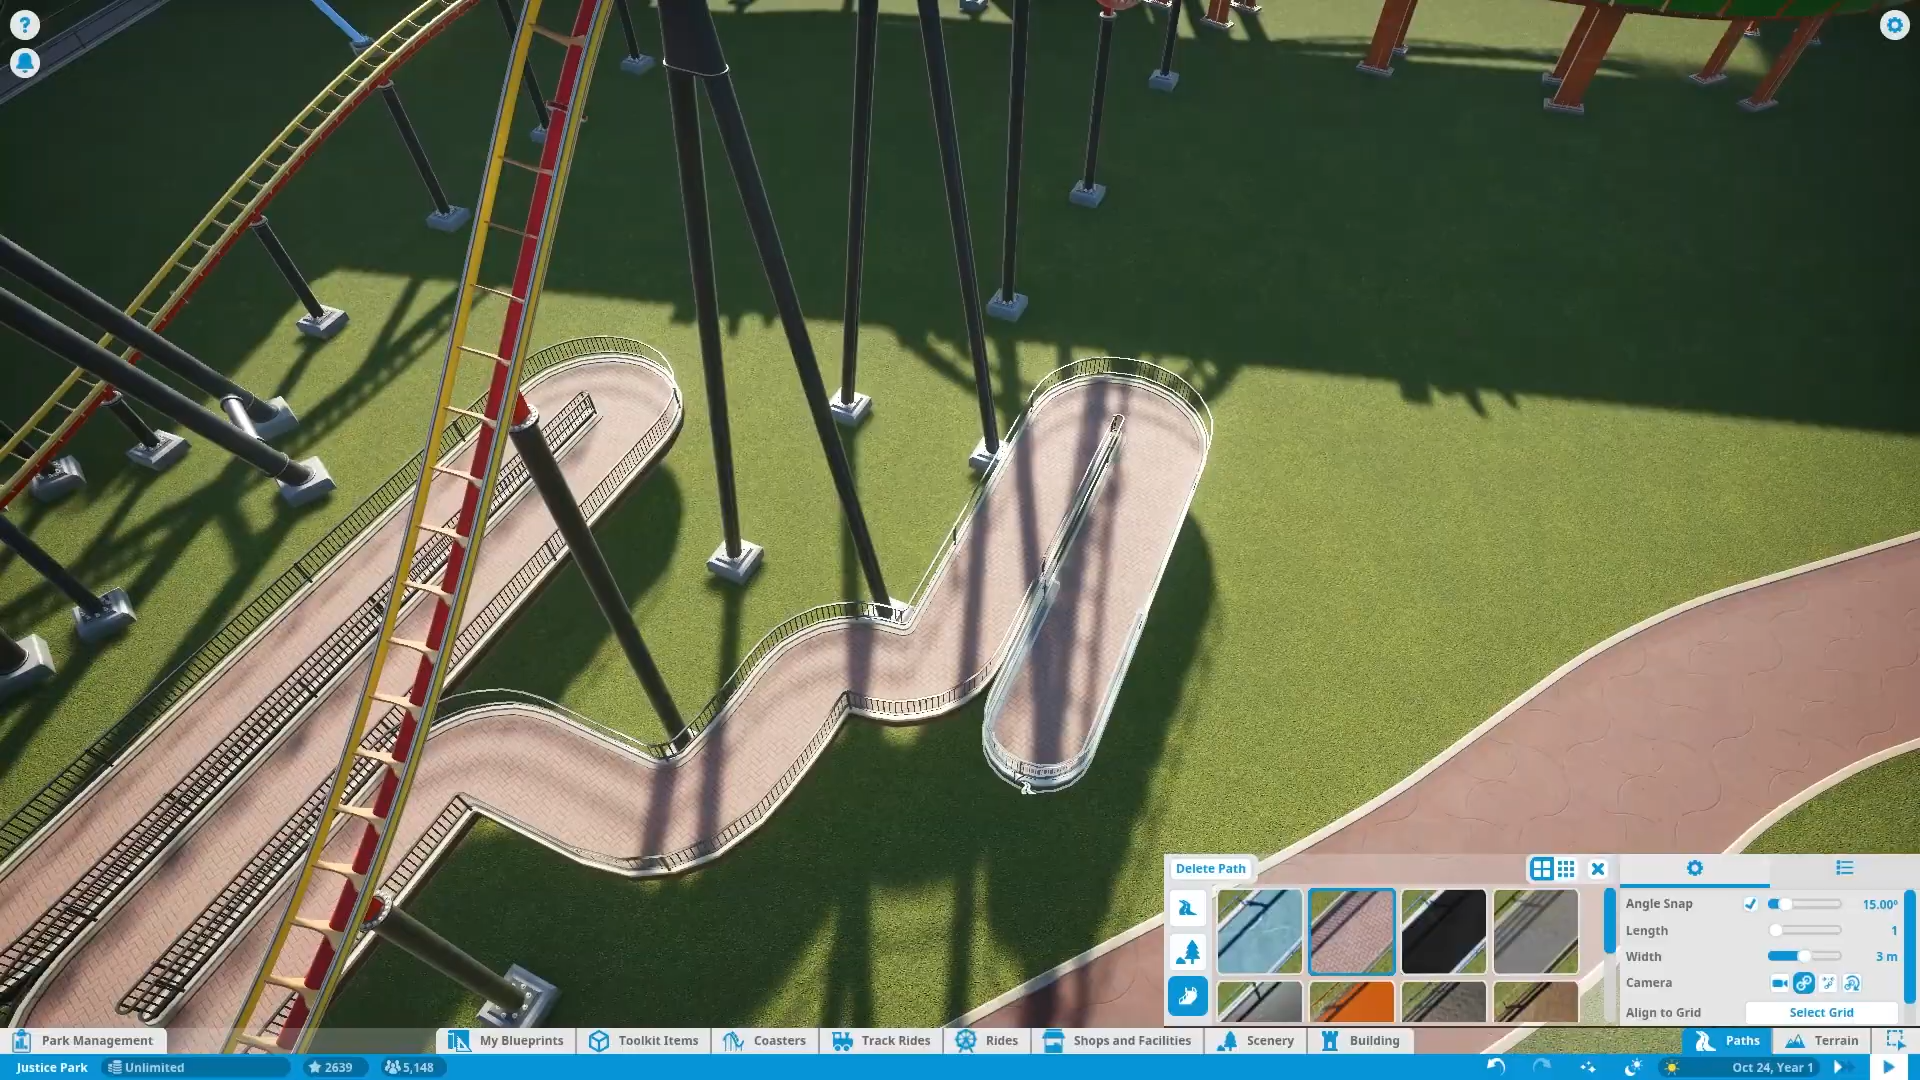 ?
Delete Path
Angle Snap 15.00°
Length 1
Width 3 m
Camera
Align to Grid Select Grid
Park Management
My Blueprints
Toolkit Items
Coasters
Track Rides
Rides
Shops and Facilities
Scenery
Building
Paths
Terrain
Justice Park
Unlimited
2639
5,148
Oct 24, Year 1